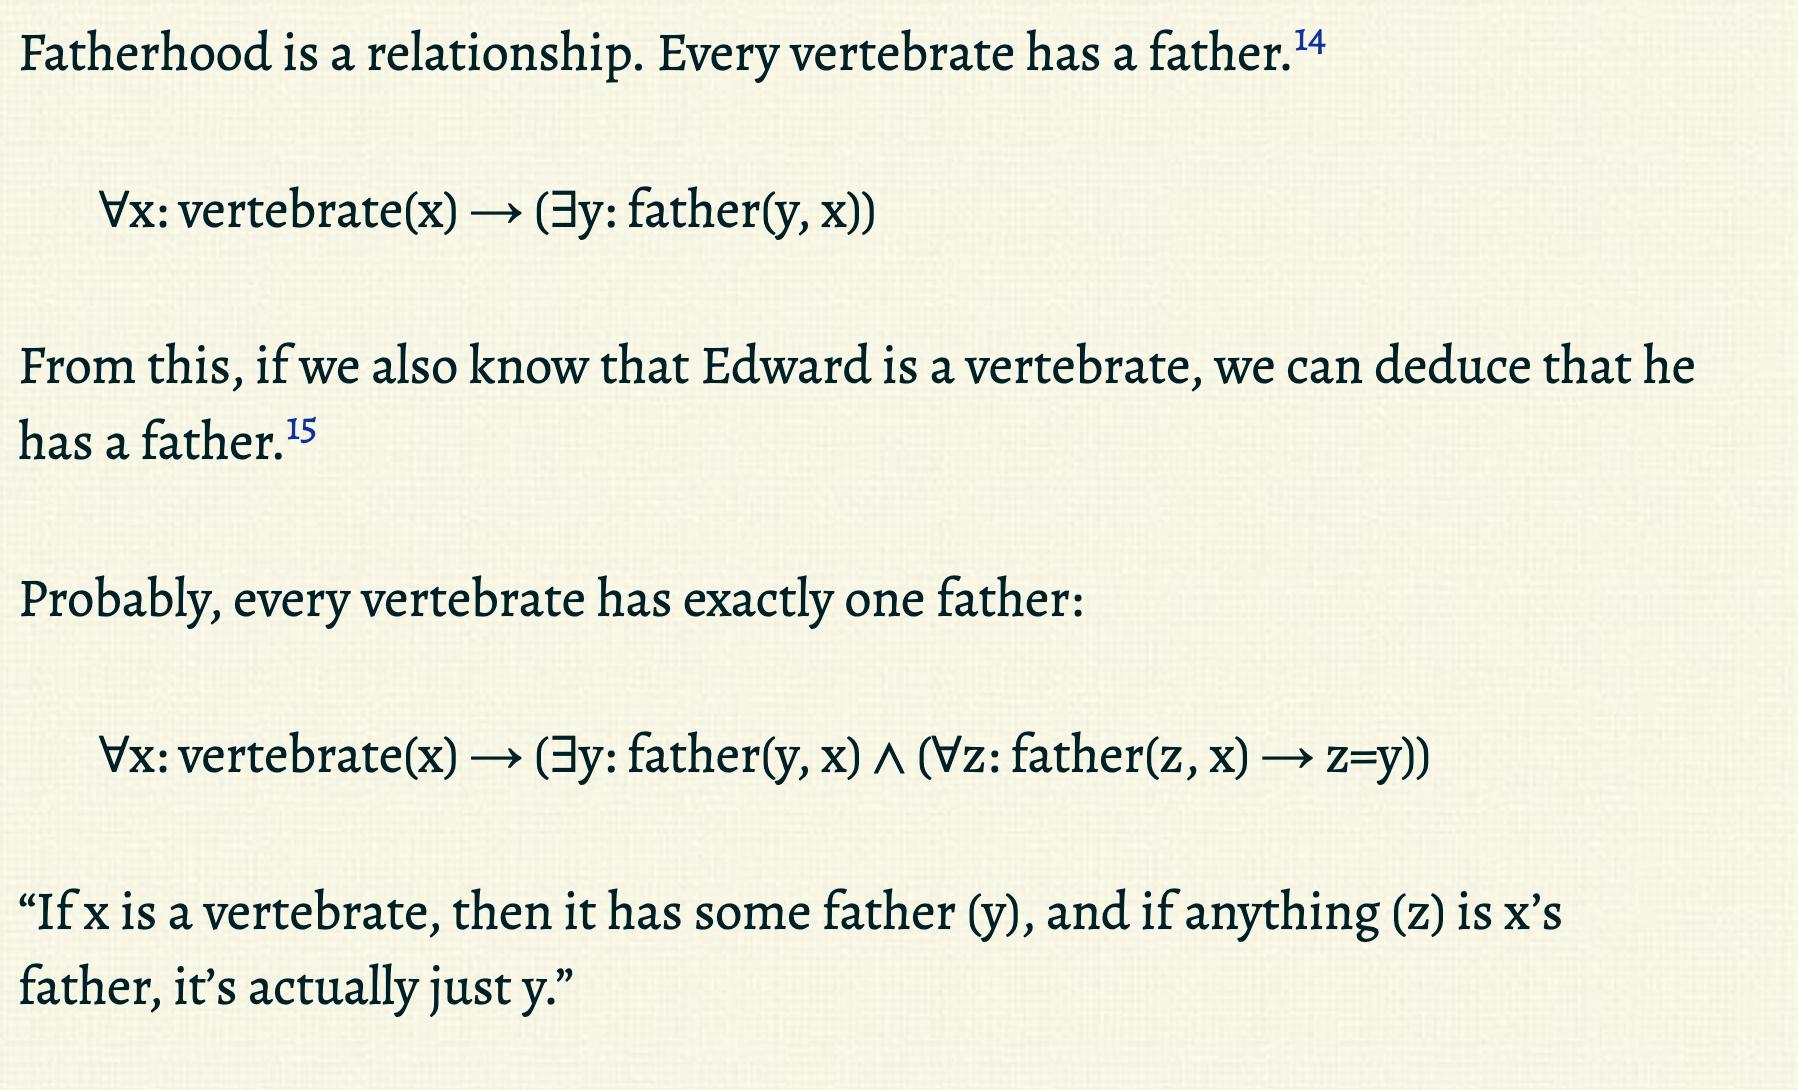 Fatherhood is a relationship. Every vertebrate has a father.14
∀x: vertebrate(x) → (∃y: father(y, x))
From this, if we also know that Edward is a vertebrate, we can deduce that he
has a father.15
Probably, every vertebrate has exactly one father:
∀x: vertebrate(x) → (∃y: father(y, x) ∧ (∀z: father(z, x) → z=y))
“If x is a vertebrate, then it has some father (y), and if anything (z) is x’s
father, it’s actually just y.”